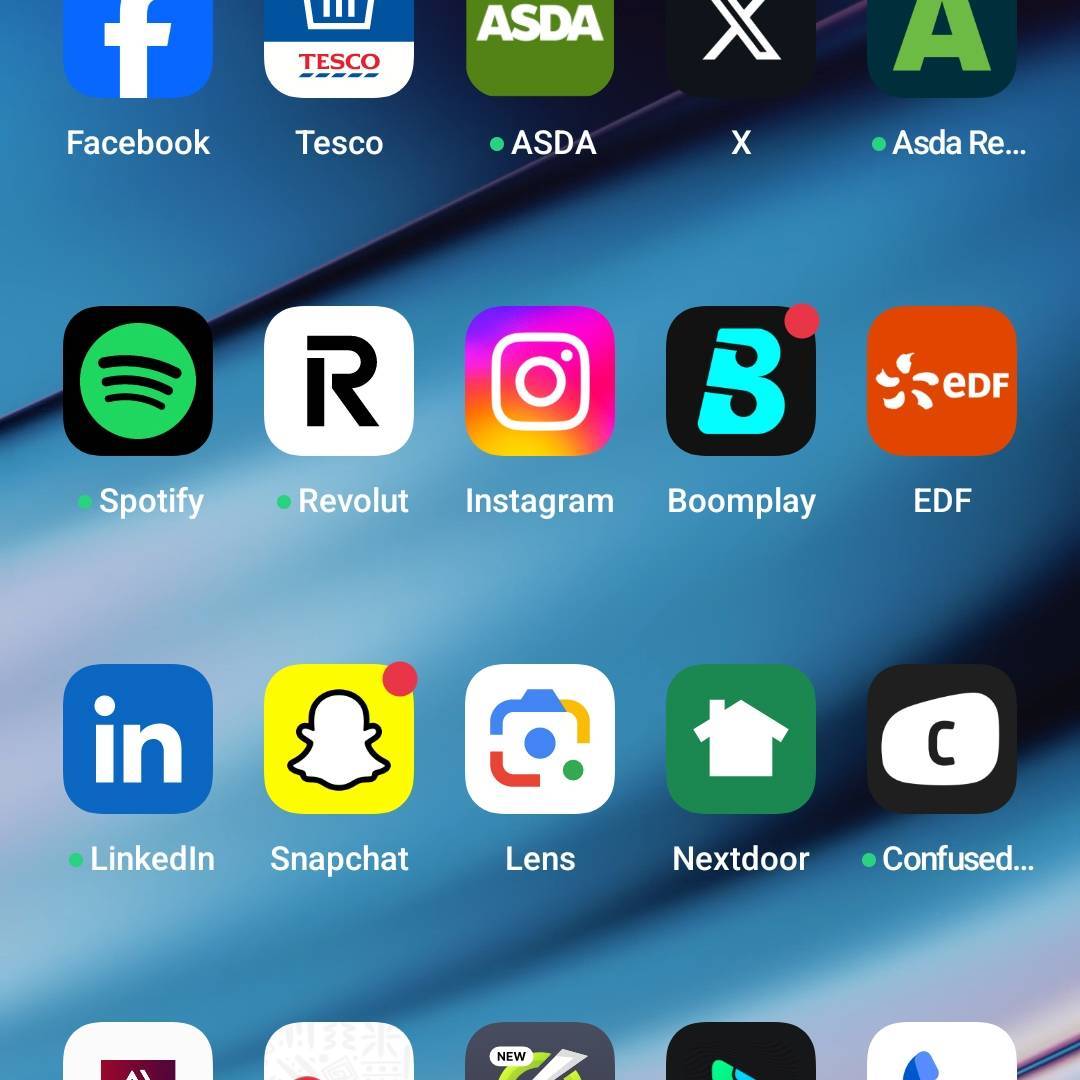 TESCO
ASDA
Facebook
Tesco
ASDA
X
Asda Re...
R
B
eDF
Spotify
Revolut
Instagram
Boomplay
EDF
in
C
LinkedIn
Snapchat
Lens
Nextdoor
Confused...
NEW